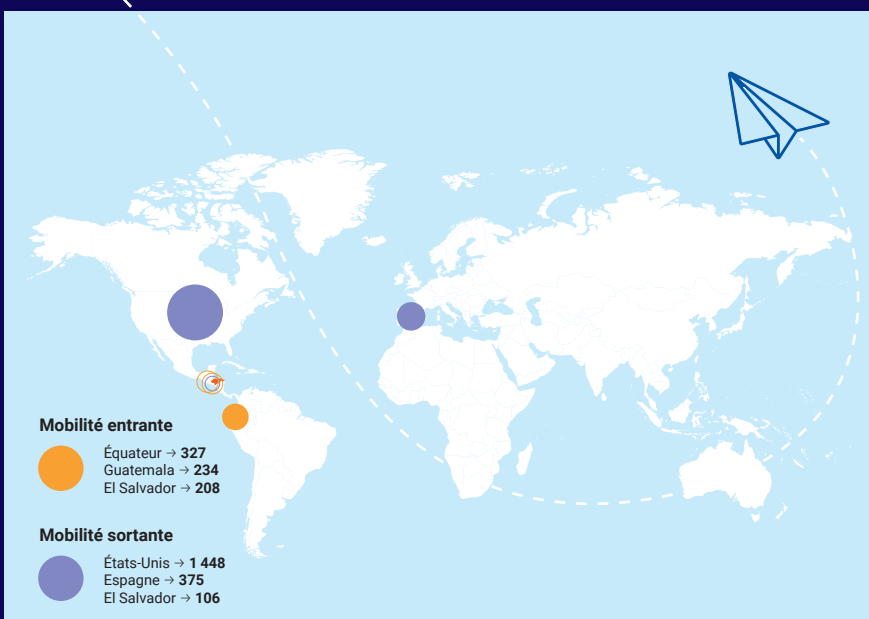 Mobilité entrante
Équateur → 327
Guatemala → 234
El Salvador → 208
Mobilité sortante
États-Unis → 1 448
Espagne → 375
El Salvador → 106